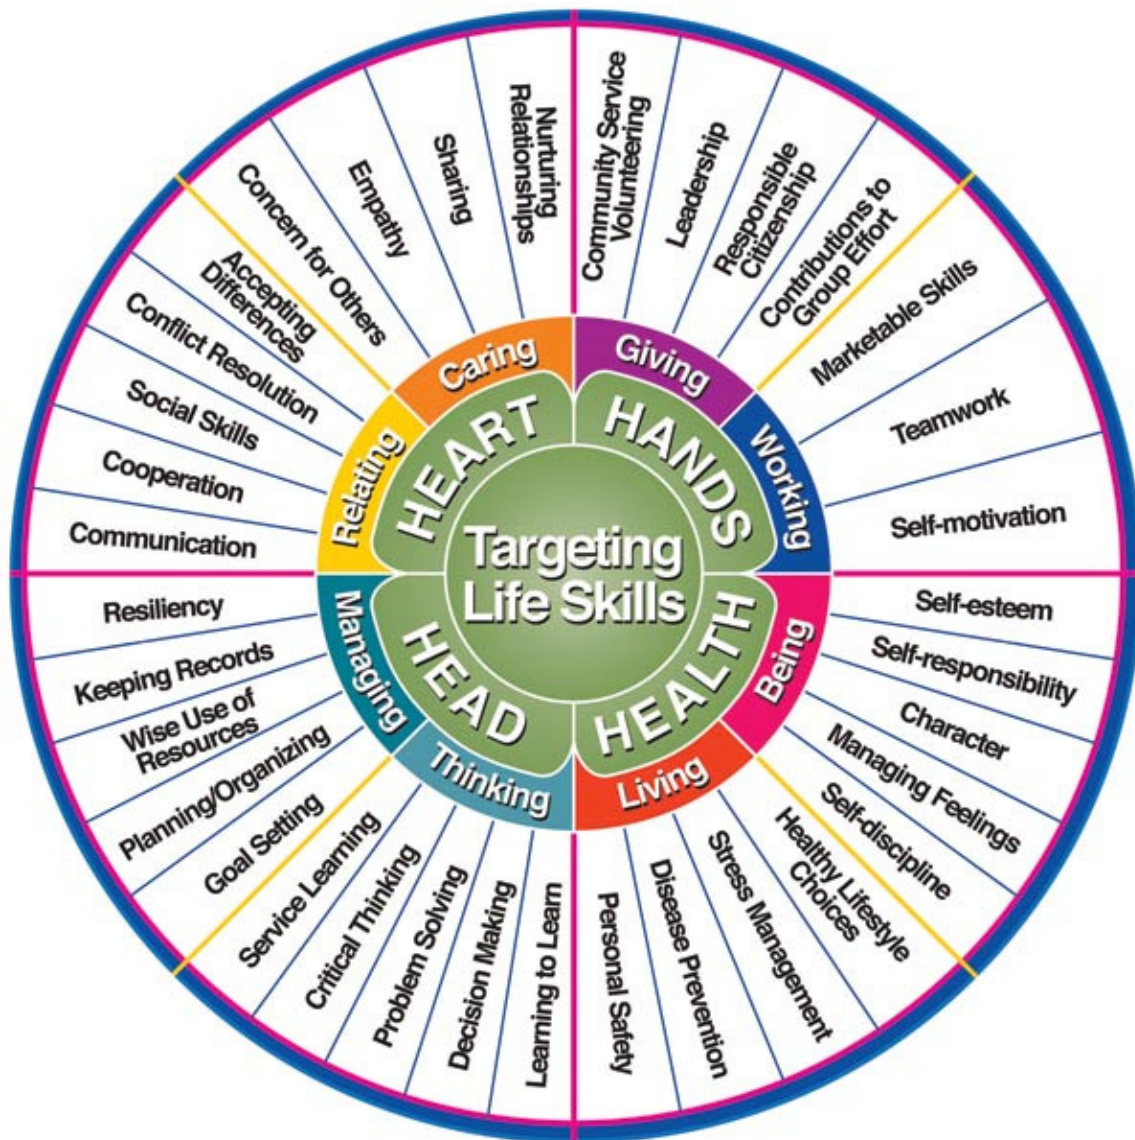 Targeting
Life Skills
HEART
HANDS
HEALTH
HEAD
Caring
Giving
Working
Being
Living
Thinking
Managing
Relating
Nurturing
Relationships
Sharing
Empathy
Concern for Others
Community Service
Volunteering
Leadership
Responsible
Citizenship
Contributions to
Group Effort
Marketable Skills
Teamwork
Self-motivation
Self-esteem
Self-responsibility
Character
Managing Feelings
Self-discipline
Healthy Lifestyle
Choices
Stress Management
Disease Prevention
Personal Safety
Learning to Learn
Decision Making
Problem Solving
Critical Thinking
Service Learning
Goal Setting
Planning/Organizing
Wise Use of
Resources
Keeping Records
Resiliency
Communication
Cooperation
Social Skills
Conflict Resolution
Accepting
Differences